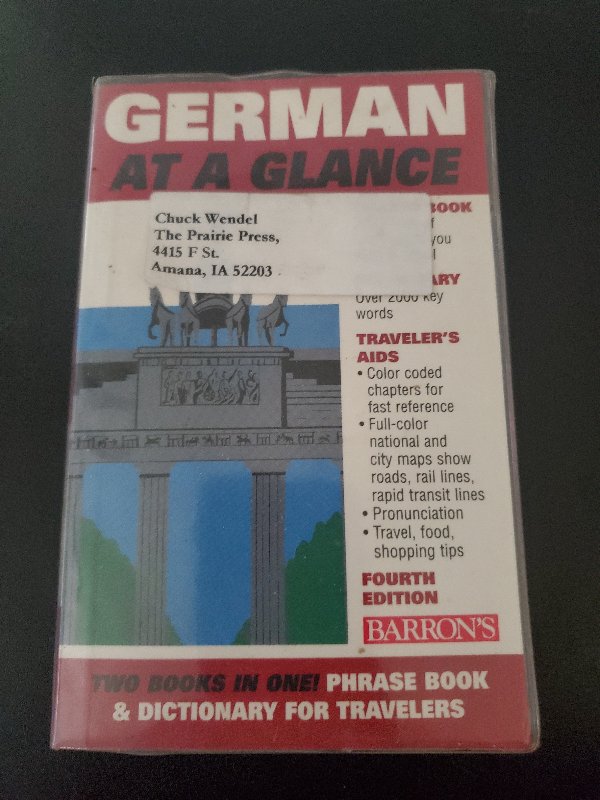 GERMAN
AT A GLANCE
Chuck Wendel
The Prairie Press,
4415 F St.
Amana, IA 52203
BOOK
f
you
l
ARY
Over 2000 key
words
TRAVELER'S
AIDS
• Color coded
chapters for
fast reference
• Full-color
national and
city maps show
roads, rail lines,
rapid transit lines
• Pronunciation
• Travel, food,
shopping tips
FOURTH
EDITION
BARRON'S
TWO BOOKS IN ONE! PHRASE BOOK
& DICTIONARY FOR TRAVELERS